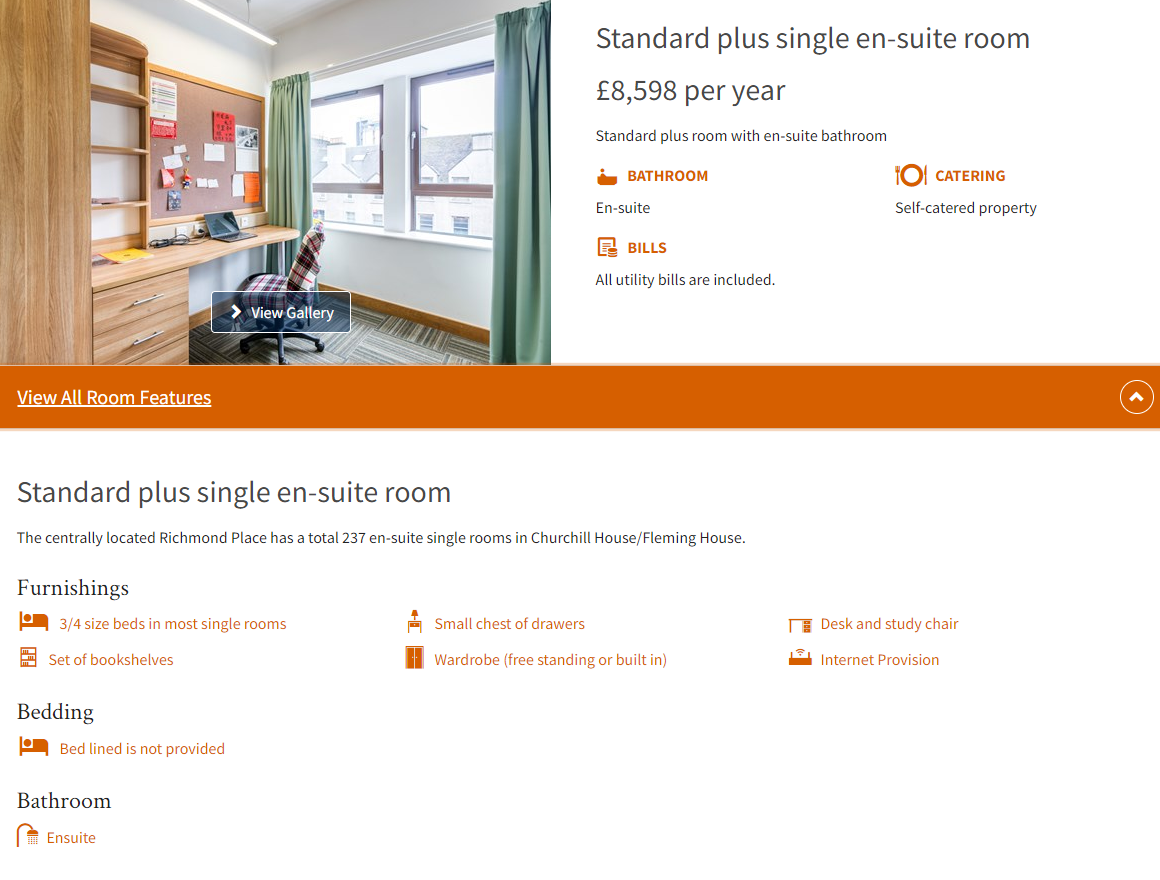 Standard plus single en-suite room
£8,598 per year
Standard plus room with en-suite bathroom
BATHROOM
CATERING
En-suite
Self-catered property
BILLS
All utility bills are included.
View Gallery
View All Room Features
Standard plus single en-suite room
The centrally located Richmond Place has a total 237 en-suite single rooms in Churchill House/Fleming House.
Furnishings
3/4 size beds in most single rooms
Small chest of drawers
Desk and study chair
Set of bookshelves
Wardrobe (free standing or built in)
Internet Provision
Bedding
Bed lined is not provided
Bathroom
Ensuite